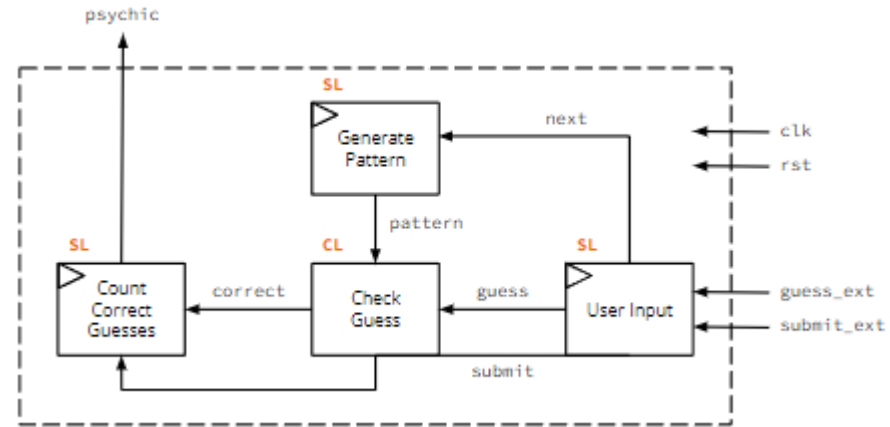 psychic
SL
Generate
Pattern
next
clk
rst
pattern
SL
Count
Correct
Guesses
correct
CL
Check
Guess
guess
SL
User Input
guess_ext
submit_ext
submit